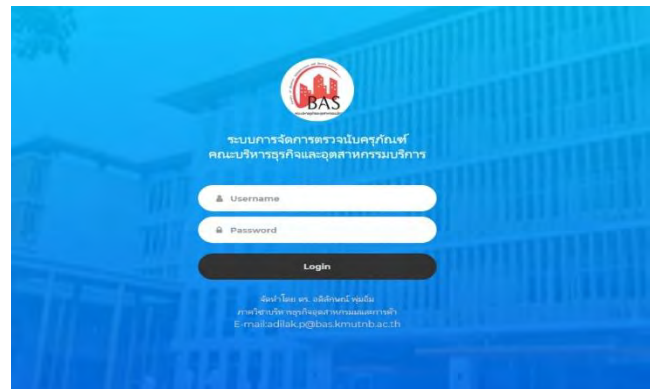 BAS
ระบบการจัดการตรวจนับครุภัณฑ์
คณะบริหารธุรกิจและอุตสาหกรรมบริการ
Username
Password
Login
จัดทำโดย ดร. อดิลักษณ์ พุ่มอิ่ม
ภาควิชาบริหารธุรกิจอุตสาหกรรมและการค้า
E-mail:adilak.p@bas.kmutnb.ac.th